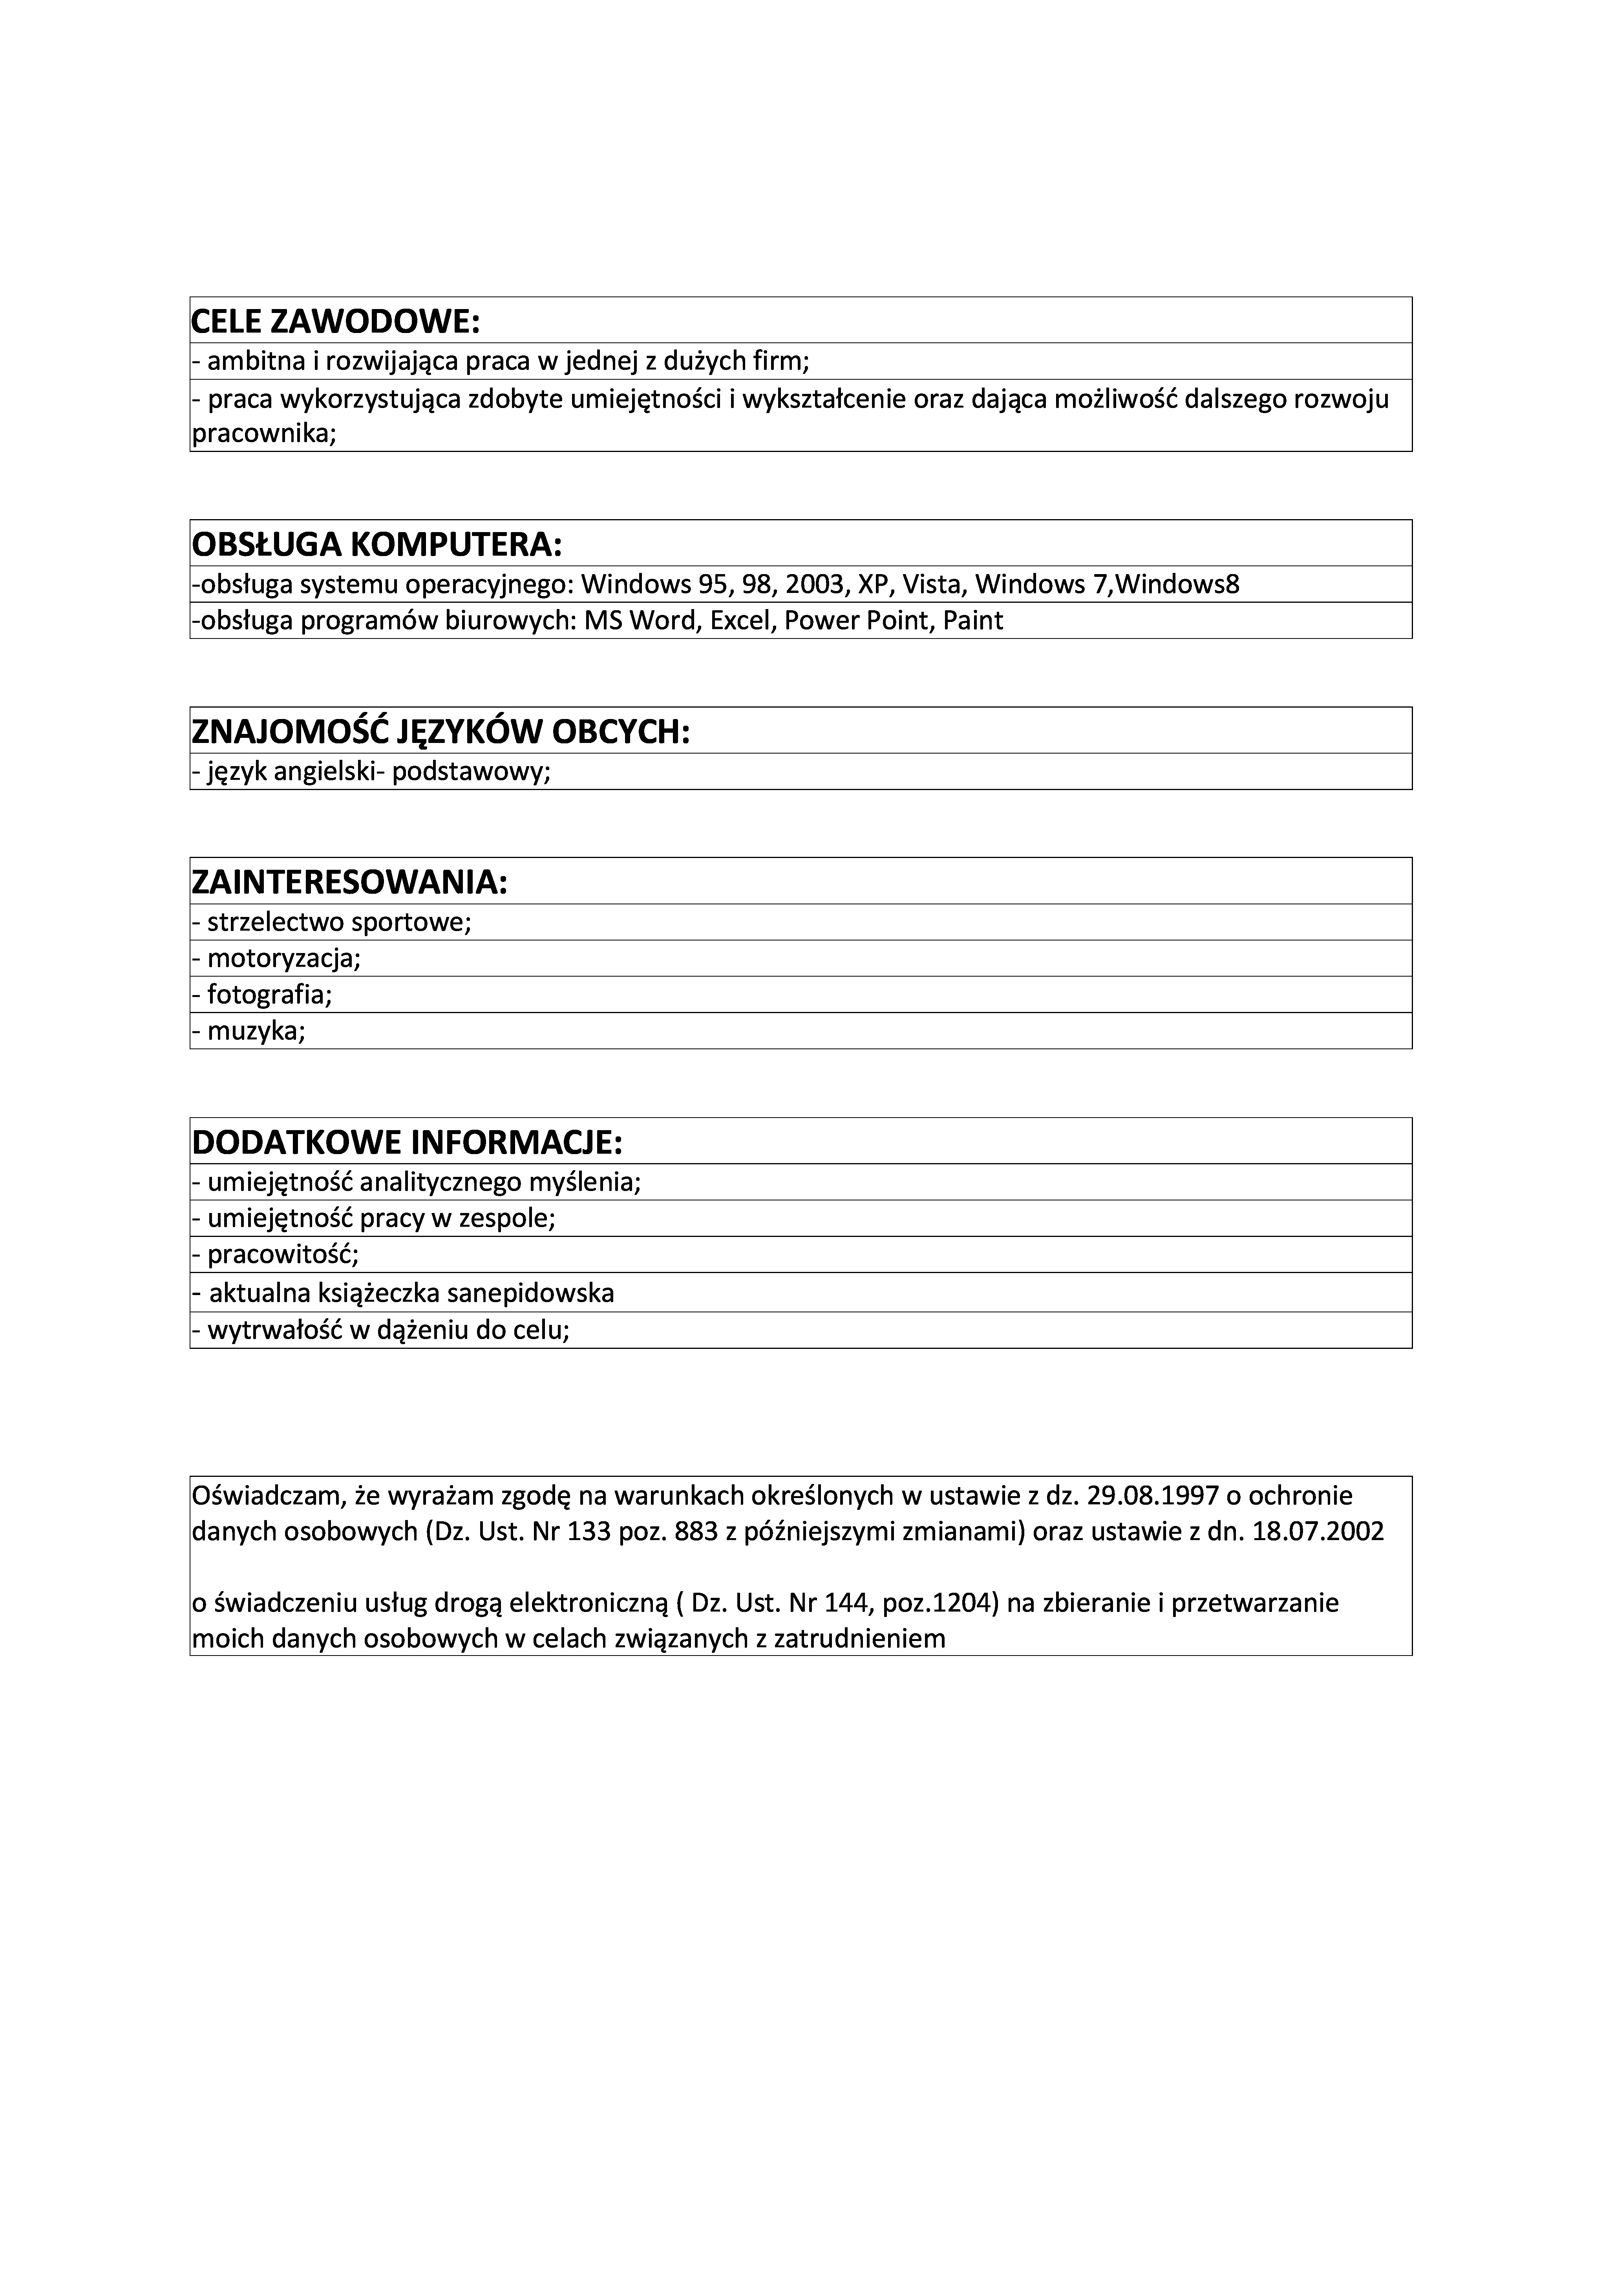 CELE ZAWODOWE:
- ambitna i rozwijająca praca w jednej z dużych firm;
- praca wykorzystująca zdobyte umiejętności i wykształcenie oraz dająca możliwość dalszego rozwoju
pracownika;
OBSŁUGA KOMPUTERA:
-obsługa systemu operacyjnego: Windows 95, 98, 2003, XP, Vista, Windows 7,Windows8
-obsługa programów biurowych: MS Word, Excel, Power Point, Paint
ZNAJOMOŚĆ JĘZYKÓW OBCYCH:
- język angielski- podstawowy;
ZAINTERESOWANIA:
- strzelectwo sportowe;
- motoryzacja;
- fotografia;
- muzyka;
DODATKOWE INFORMACJE:
- umiejętność analitycznego myślenia;
- umiejętność pracy w zespole;
- pracowitość;
- aktualna książeczka sanepidowska
- wytrwałość w dążeniu do celu;
Oświadczam, że wyrażam zgodę na warunkach określonych w ustawie z dz. 29.08.1997 o ochronie
danych osobowych (Dz. Ust. Nr 133 poz. 883 z późniejszymi zmianami) oraz ustawie z dn. 18.07.2002
o świadczeniu usług drogą elektroniczną ( Dz. Ust. Nr 144, poz.1204) na zbieranie i przetwarzanie
moich danych osobowych w celach związanych z zatrudnieniem